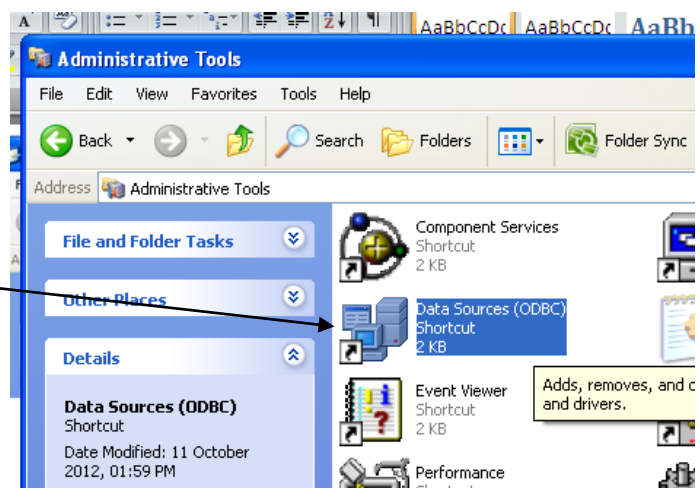 AaBbCcDc AaBbCcDc AaBb
Administrative Tools
File Edit View Favorites Tools Help
Back Search Folders Folder Sync
Address Administrative Tools
File and Folder Tasks
Other Places
Details
Data Sources (ODBC)
Shortcut
Date Modified: 11 October
2012, 01:59 PM
Component Services
Shortcut
2 KB
Data Sources (ODBC)
Shortcut
2 KB
Adds, removes, and
and drivers.
Event Viewer
Shortcut
2 KB
Performance